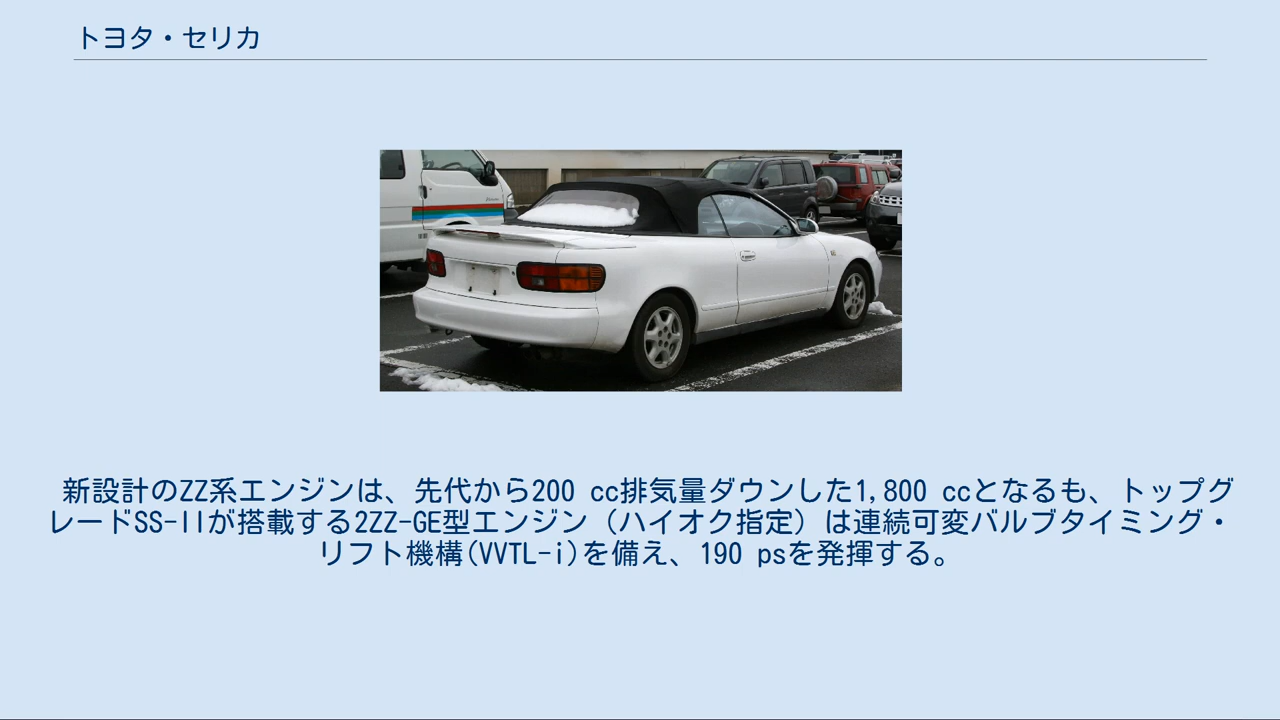 トヨタ・セリカ
新設計のZZ系エンジンは、先代から200 cc排気量ダウンした1,800 ccとなるも、トップグ
レードSS-IIが搭載する2ZZ-GE型エンジン（ハイオク指定）は連続可変バルブタイミング・
リフト機構(VVTL-i)を備え、190 psを発揮する。